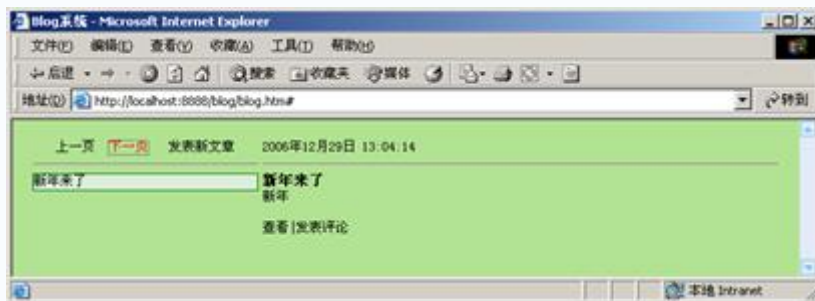 Blog系统 - Microsoft Internet Explorer
文件(F) 编辑(E) 查看(V) 收藏(A) 工具(T) 帮助(H)
后退 搜索 收藏夹 媒体
地址(D) http://localhost:8888/blog/blog.htm# 转到
上一页 下一页 发表新文章 2006年12月29日 13:04:14
新年来了 新年来了
新年
查看|发表评论
本地 Intranet